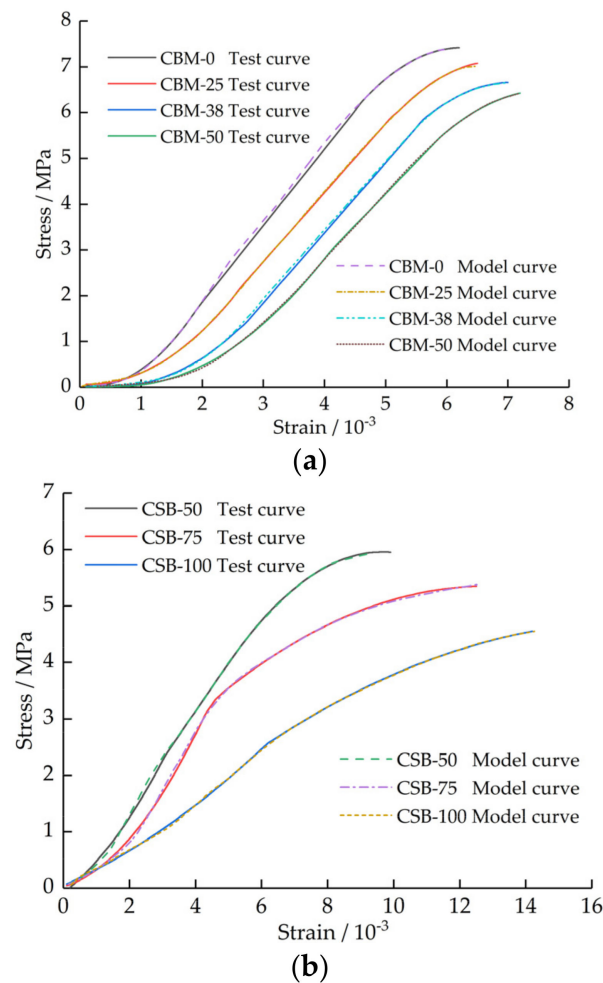 (a)
8
7
6
5
4
3
2
1
0
Stress / MPa
CBM-0 Test curve
CBM-25 Test curve
CBM-38 Test curve
CBM-50 Test curve
CBM-0 Model curve
CBM-25 Model curve
CBM-38 Model curve
CBM-50 Model curve
0 1 2 3 4 5 6 7 8
Strain / 10-3
(a)
7
6
5
4
3
2
1
0
Stress / MPa
CSB-50 Test curve
CSB-75 Test curve
CSB-100 Test curve
CSB-50 Model curve
CSB-75 Model curve
CSB-100 Model curve
0 2 4 6 8 10 12 14 16
Strain / 10-3
(b)